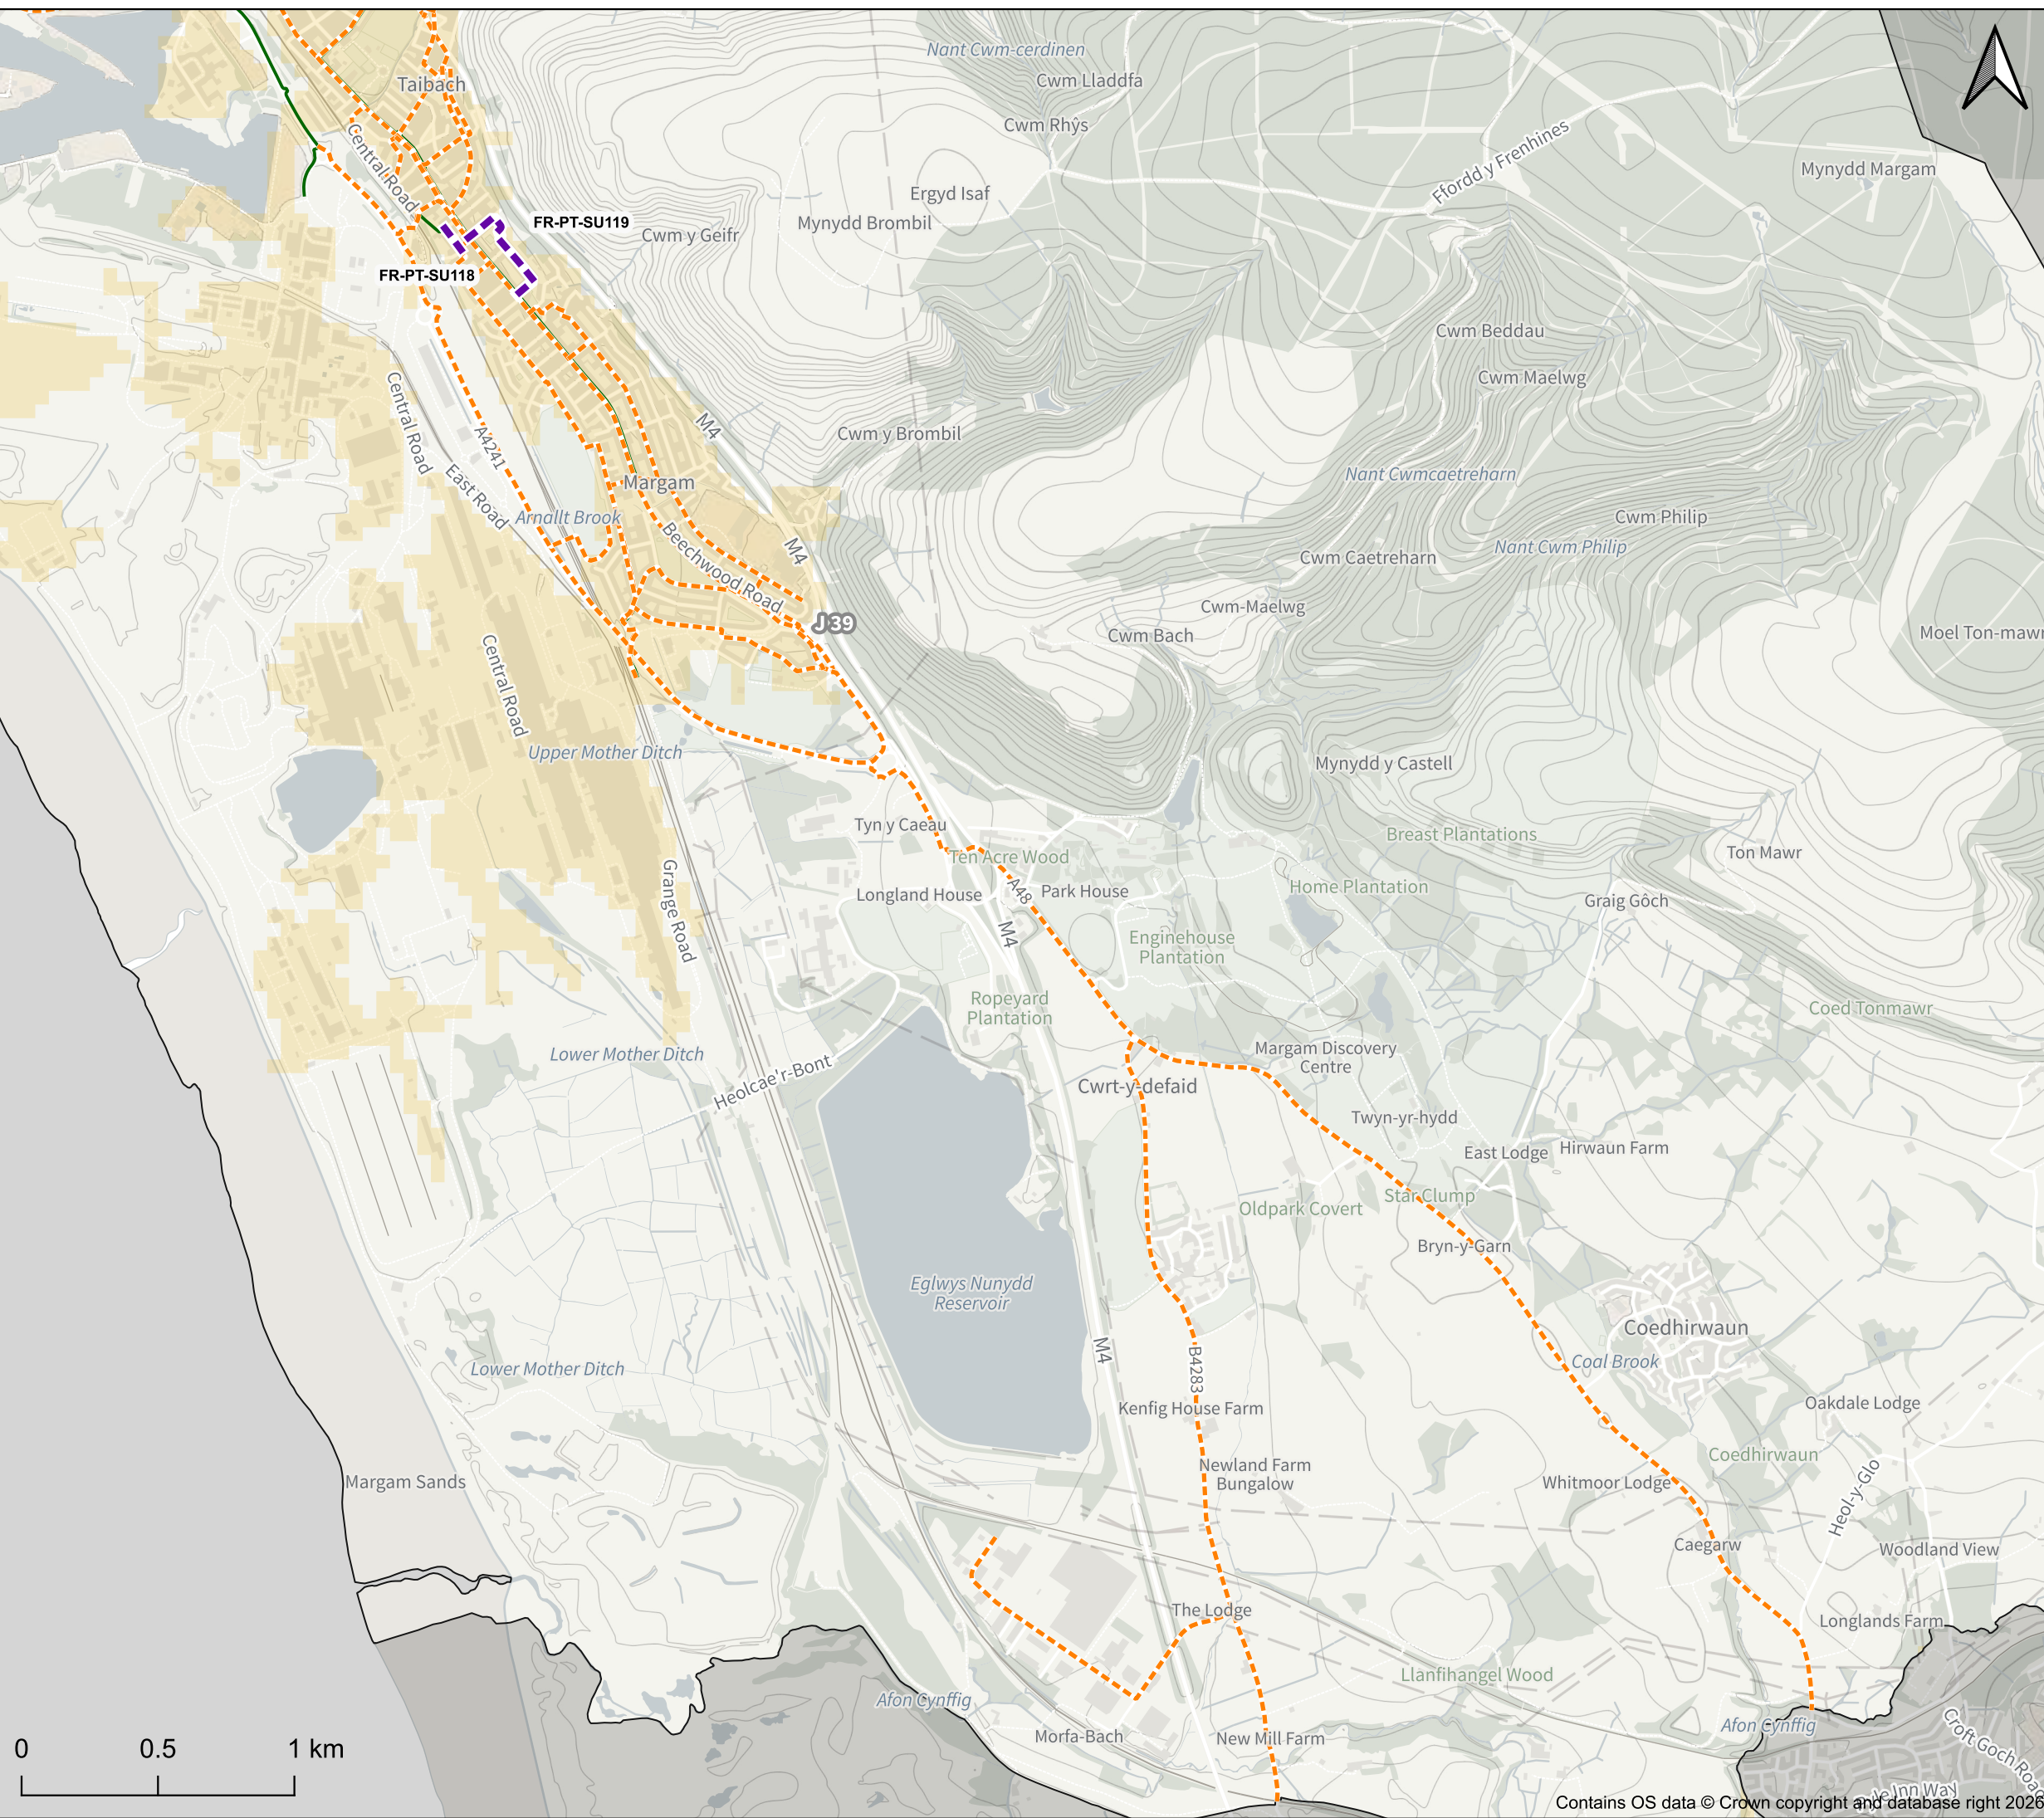 Nant Cwm-cerdinen
Taibach
Cwm Lladdfa
Cwm Rhŷs
Ffordd y Frenhines
Mynydd Margam
Central Road
Ergyd Isaf
Mynydd Brombil
FR-PT-SU119
Cwm y Geifr
FR-PT-SU118
Cwm Beddau
Cwm Maelwg
Central Road
A4241
M4
Cwm y Brombil
Nant Cwmcaetreharn
East Road
Margam
Arnallt Brook
Cwm Philip
Nant Cwm Philip
M4
Cwm Caetreharn
Beechwood Road
Cwm-Maelwg
J 39
Cwm Bach
Central Road
Upper Mother Ditch
Mynydd y Castell
Tyn y Caeau
Breast Plantations
Ten Acre Wood
Ton Mawr
Longland House
A48
Park House
Home Plantation
Graig Gôch
Grange Road
M4
Enginehouse
Plantation
Ropeyard
Plantation
Coed Tonmawr
Lower Mother Ditch
Heolcae'r-Bont
Margam Discovery
Centre
Cwrt-y-defaid
Twyn-yr-hydd
East Lodge
Hirwaun Farm
Star Clump
Oldpark Covert
Bryn-y-Garn
Eglwys Nunydd
Reservoir
Coedhirwaun
M4
B4283
Coal Brook
Lower Mother Ditch
Kenfig House Farm
Oakdale Lodge
Newland Farm
Bungalow
Coedhirwaun
Margam Sands
Whitmoor Lodge
Heol-y-Glo
Caegarw
Woodland View
The Lodge
Longlands Farm
Llanfihangel Wood
Afon Cynffig
Afon Cynffig
Morfa-Bach
New Mill Farm
0 0.5 1 km
Inn Way
Contains OS data © Crown copyright and database right